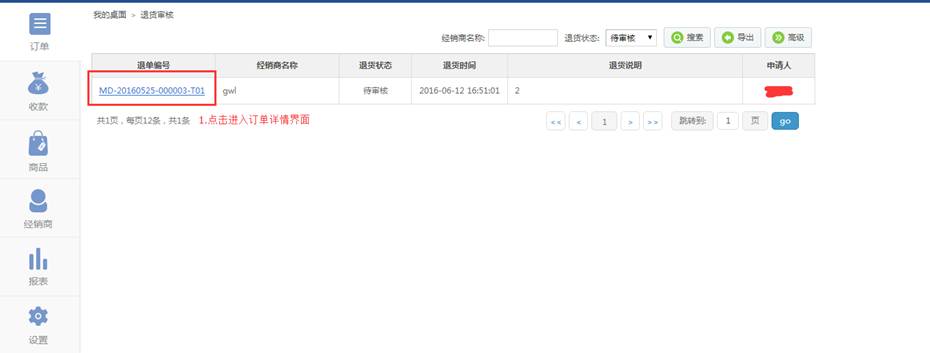 我的桌面 > 退货审核
经销商名称: 退货状态: 待审核 搜索 导出 高级
退单编号 经销商名称 退货状态 退货时间 退货说明 申请人
MD-20160525-000003-T01 gwl 待审核 2016-06-12 16:51:01 2
共1页，每页12条，共1条 1.点击进入订单详情界面 << < 1 > >> 跳转到: 1 页 go
订单
¥
收款
商品
经销商
报表
设置